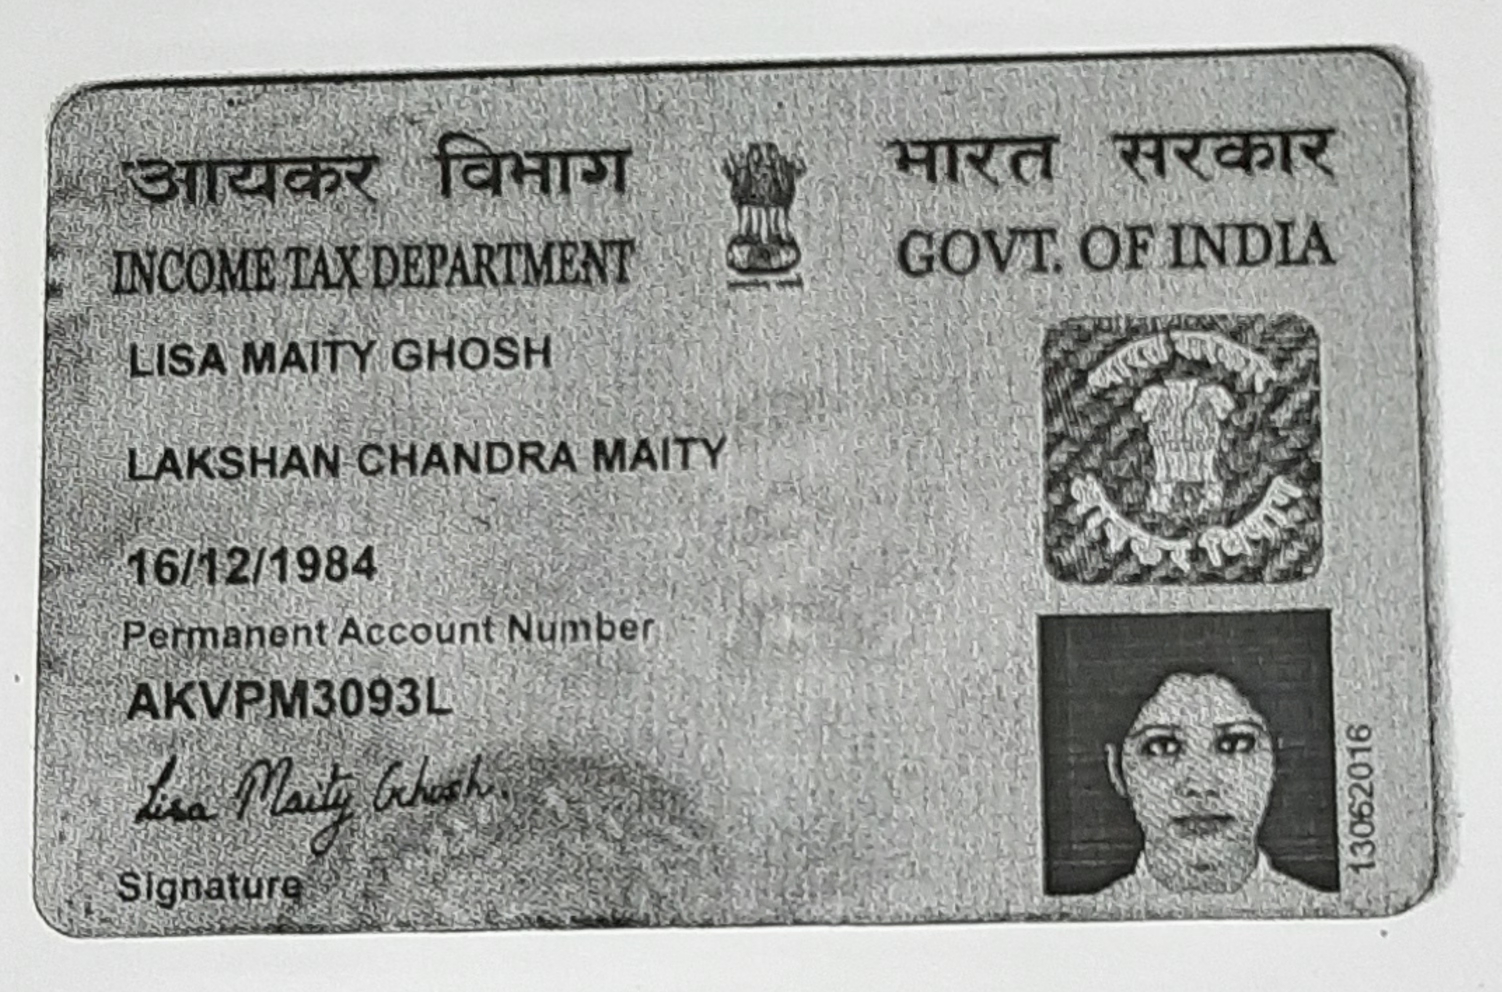 आयकर विभाग
INCOME TAX DEPARTMENT
भारत सरकार
GOVT. OF INDIA
LISA MAITY GHOSH
LAKSHAN CHANDRA MAITY
16/12/1984
Permanent Account Number
AKVPM3093L
Lisa Maity Ghosh.
Signature
13062016